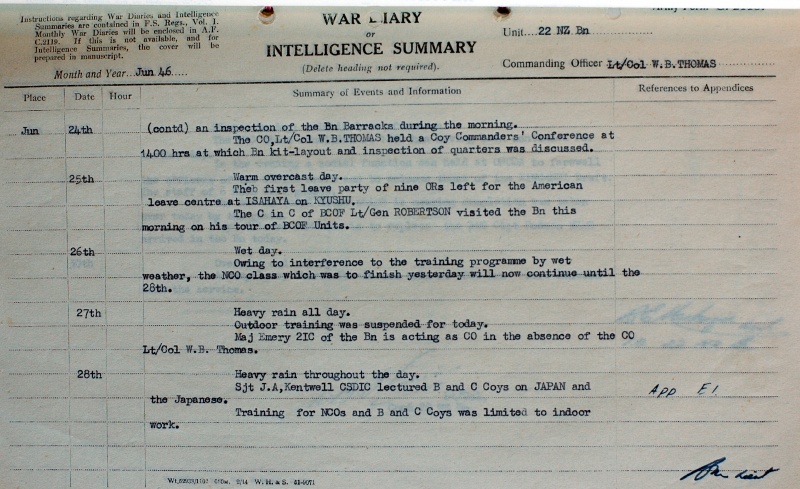 Instructions regarding War Diaries and Intelligence
Summaries are contained in F.S. Regs., Vol. I.
Monthly War Diaries will be enclosed in A.F.
C.2119. If this is not available, and for
Intelligence Summaries, the cover will be
prepared in manuscript.
Month and Year Jun 46
WAR DIARY
OR
INTELLIGENCE SUMMARY
(Delete heading not required).
Unit 22 NZ Bn
Commanding Officer Lt/Col W.B.THOMAS
Place Date Hour Summary of Events and Information References to Appendices
Jun 24th (contd) an inspection of the Bn Barracks during the morning.
The CO,Lt/Col W.B.THOMAS held a Coy Commanders' Conference at
1400 hrs at which Bn kit-layout and inspection of quarters was discussed.
25th Warm overcast day.
Theb first leave party of nine ORs left for the American
leave centre at ISAHAYA on KYUSHU.
The C in C of BCOF Lt/Gen ROBERTSON visited the Bn this
morning on his tour of BCOF Units.
26th Wet day.
Owing to interference to the training programme by wet
weather, the NCO class which was to finish yesterday will now continue until the
28th.
27th Heavy rain all day.
Outdoor training was suspended for today.
Maj Emery 2IC of the Bn is acting as CO in the absence of the CO
Lt/Col W.B. Thomas.
28th Heavy rain throughout the day.
Sjt J.A,Kentwell CSDIC lectured B and C Coys on JAPAN and
the Japanese.
App E1
Training for NCOs and B and C Coys was limited to indoor
work.
W. H. & S.